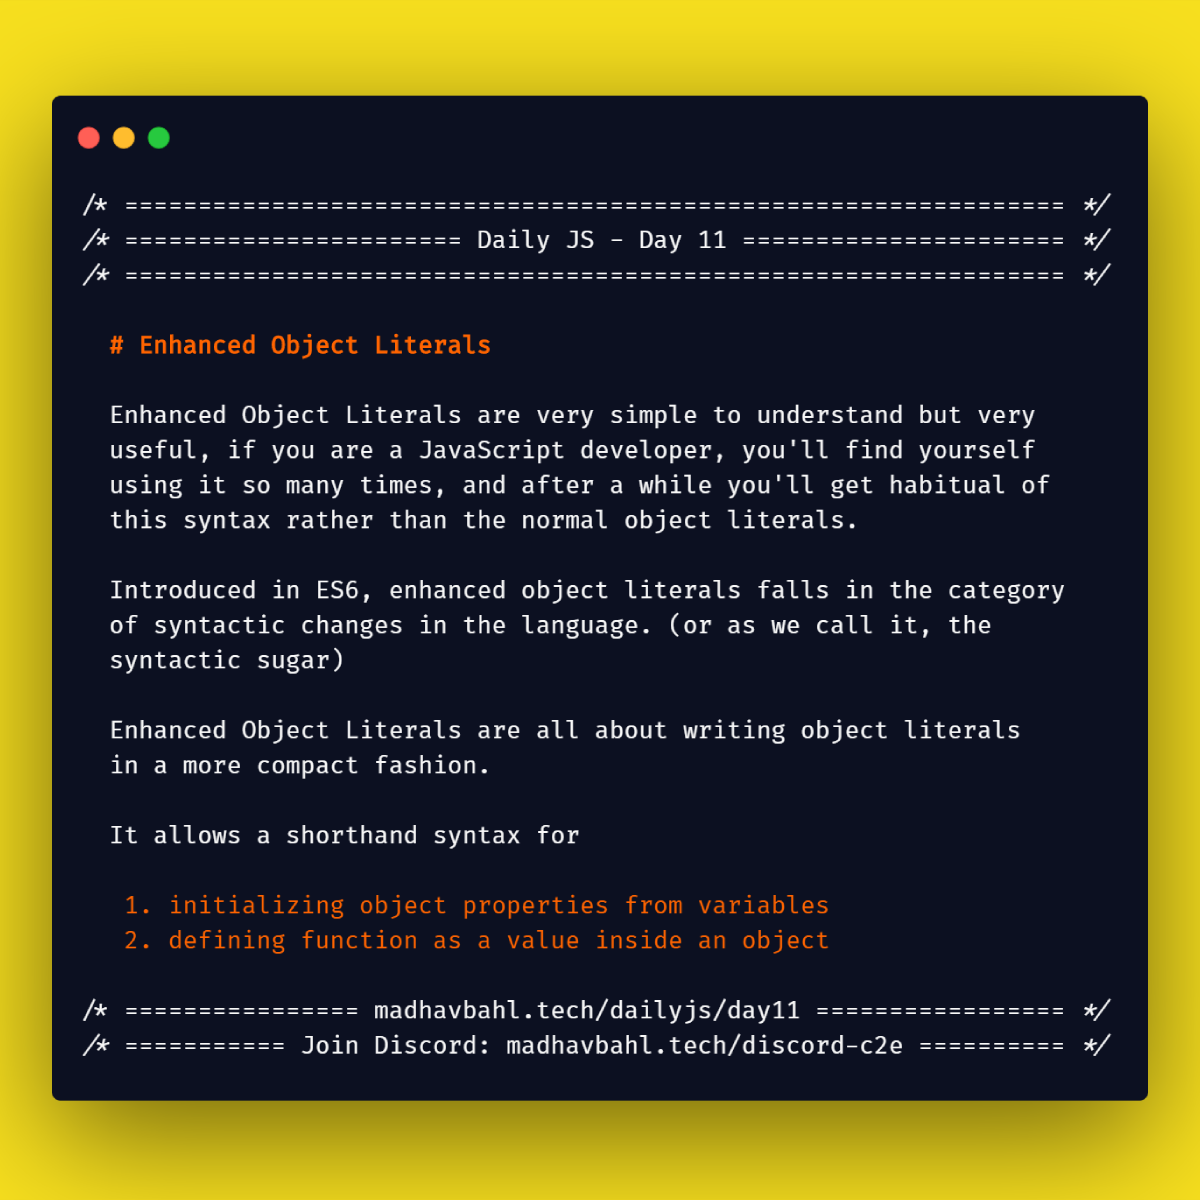 /* ================================================================ */
/* ======================= Daily JS - Day 11 ====================== */
/* ================================================================ */
# Enhanced Object Literals
Enhanced Object Literals are very simple to understand but very
useful, if you are a JavaScript developer, you'll find yourself
using it so many times, and after a while you'll get habitual of
this syntax rather than the normal object literals.
Introduced in ES6, enhanced object literals falls in the category
of syntactic changes in the language. (or as we call it, the
syntactic sugar)
Enhanced Object Literals are all about writing object literals
in a more compact fashion.
It allows a shorthand syntax for
1. initializing object properties from variables
2. defining function as a value inside an object
/* ================ madhavbahl.tech/dailyjs/day11 ================= */
/* =========== Join Discord: madhavbahl.tech/discord-c2e ========== */